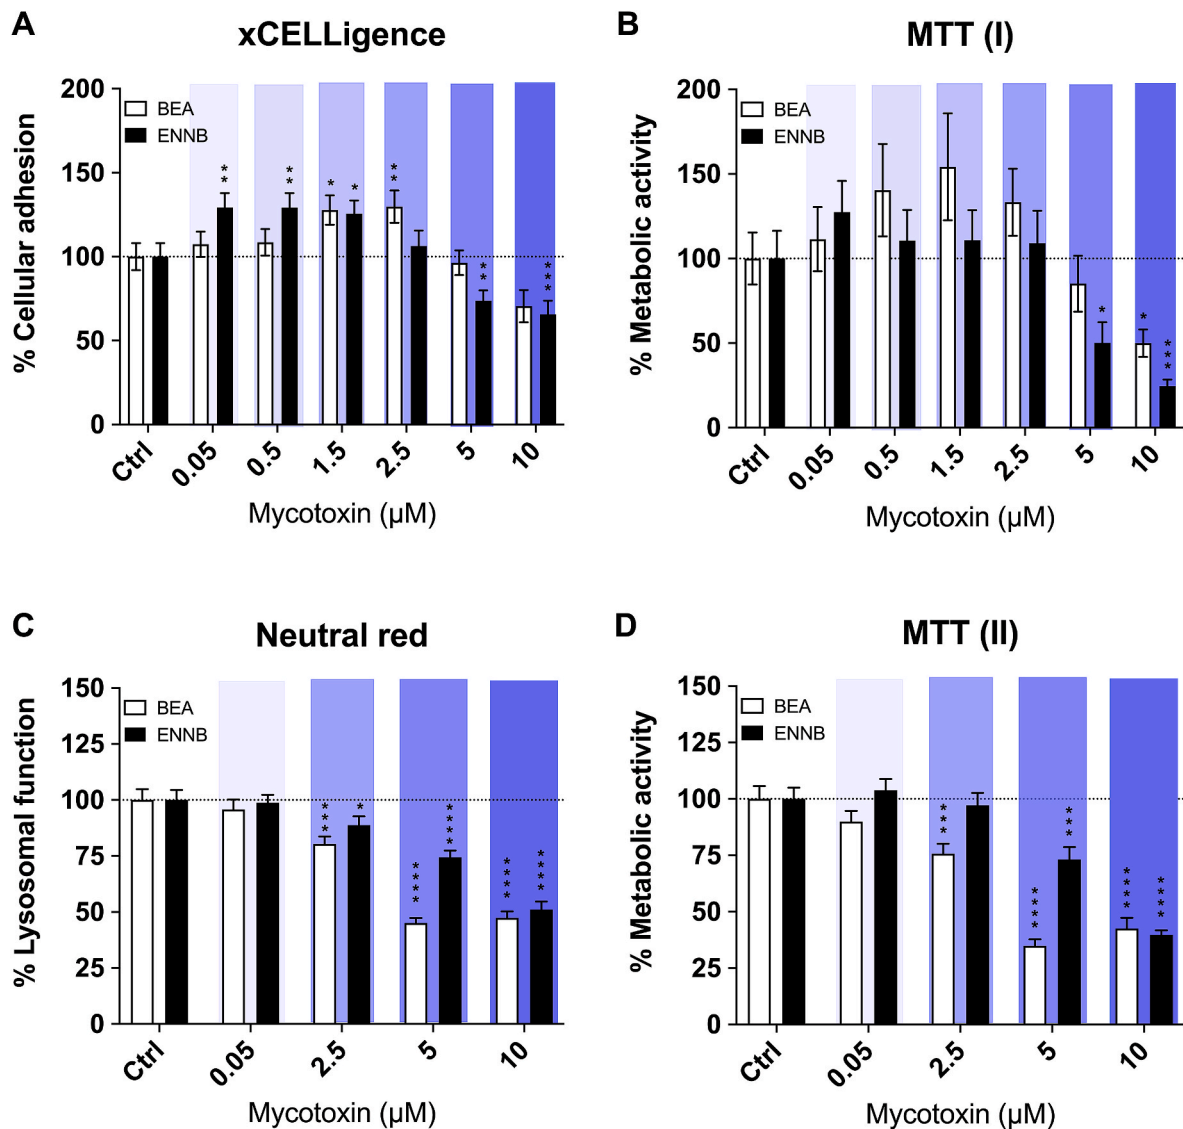 A
xCELLigence
% Cellular adhesion
200
150
100
50
0
BEA
ENNB
**
**
*
*
**
**
***
Ctrl
0.05
0.5
1.5
2.5
5
10
Mycotoxin (µM)
B
MTT (I)
% Metabolic activity
200
150
100
50
0
BEA
ENNB
*
*
***
Ctrl
0.05
0.5
1.5
2.5
5
10
Mycotoxin (µM)
C
Neutral red
% Lysosomal function
150
125
100
75
50
25
0
BEA
ENNB
***
*
****
****
****
****
Ctrl
0.05
2.5
5
10
Mycotoxin (µM)
D
MTT (II)
% Metabolic activity
150
125
100
75
50
25
0
BEA
ENNB
***
****
***
****
****
Ctrl
0.05
2.5
5
10
Mycotoxin (µM)